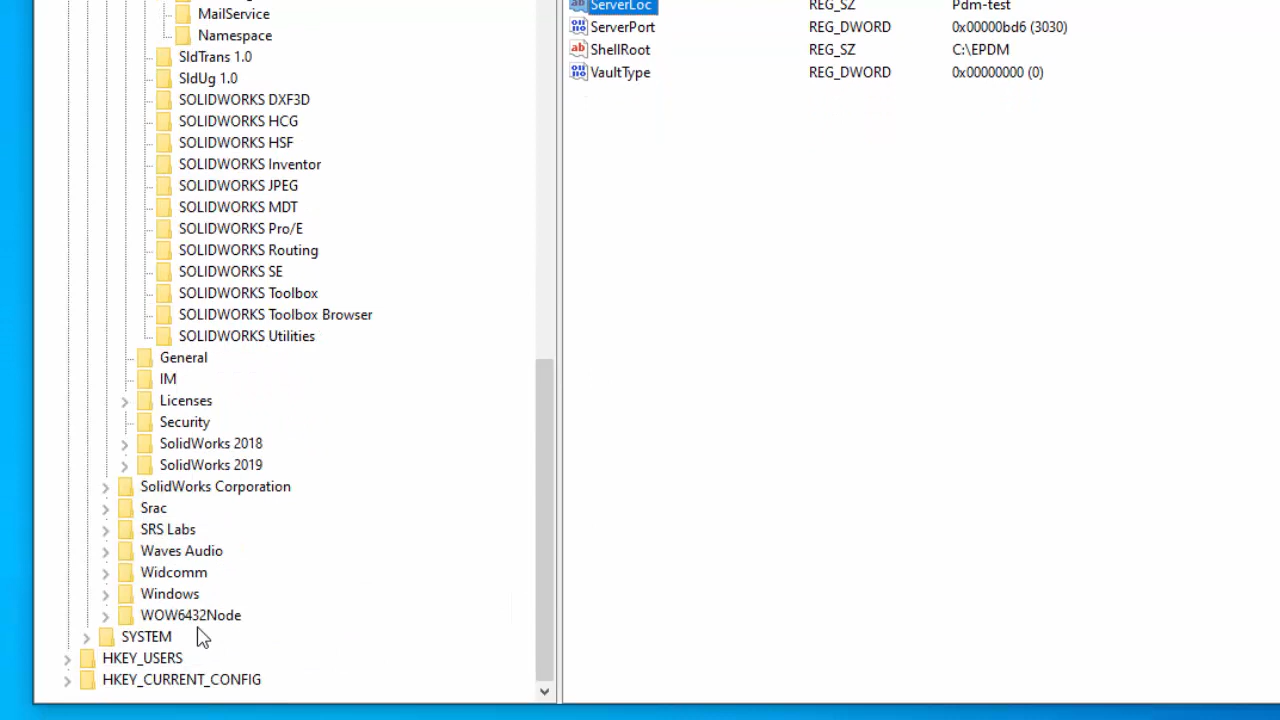 MailService
Namespace
SldTrans 1.0
SldUg 1.0
SOLIDWORKS DXF3D
SOLIDWORKS HCG
SOLIDWORKS HSF
SOLIDWORKS Inventor
SOLIDWORKS JPEG
SOLIDWORKS MDT
SOLIDWORKS Pro/E
SOLIDWORKS Routing
SOLIDWORKS SE
SOLIDWORKS Toolbox
SOLIDWORKS Toolbox Browser
SOLIDWORKS Utilities
General
IM
Licenses
Security
SolidWorks 2018
SolidWorks 2019
SolidWorks Corporation
Srac
SRS Labs
Waves Audio
Widcomm
Windows
WOW6432Node
SYSTEM
HKEY_USERS
HKEY_CURRENT_CONFIG
ServerLoc REG_SZ Pdm-test
ServerPort REG_DWORD 0x00000bd6 (3030)
ShellRoot REG_SZ C:\EPDM
VaultType REG_DWORD 0x00000000 (0)